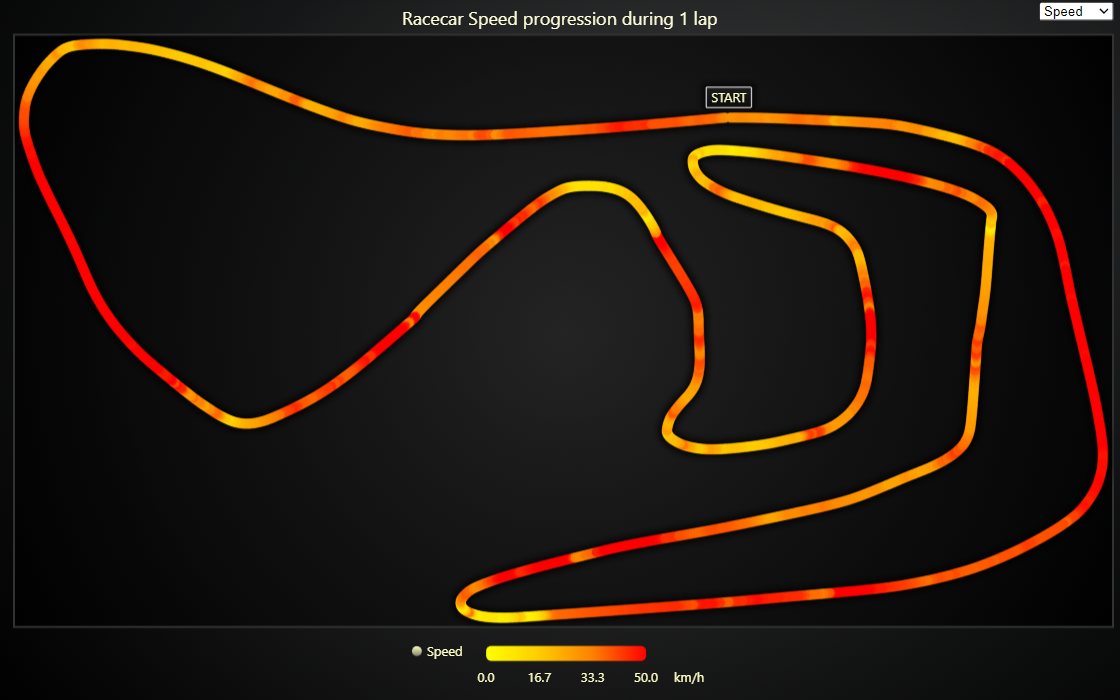 Racecar Speed progression during 1 lap
Speed
START
Speed
0.0 16.7 33.3 50.0 km/h